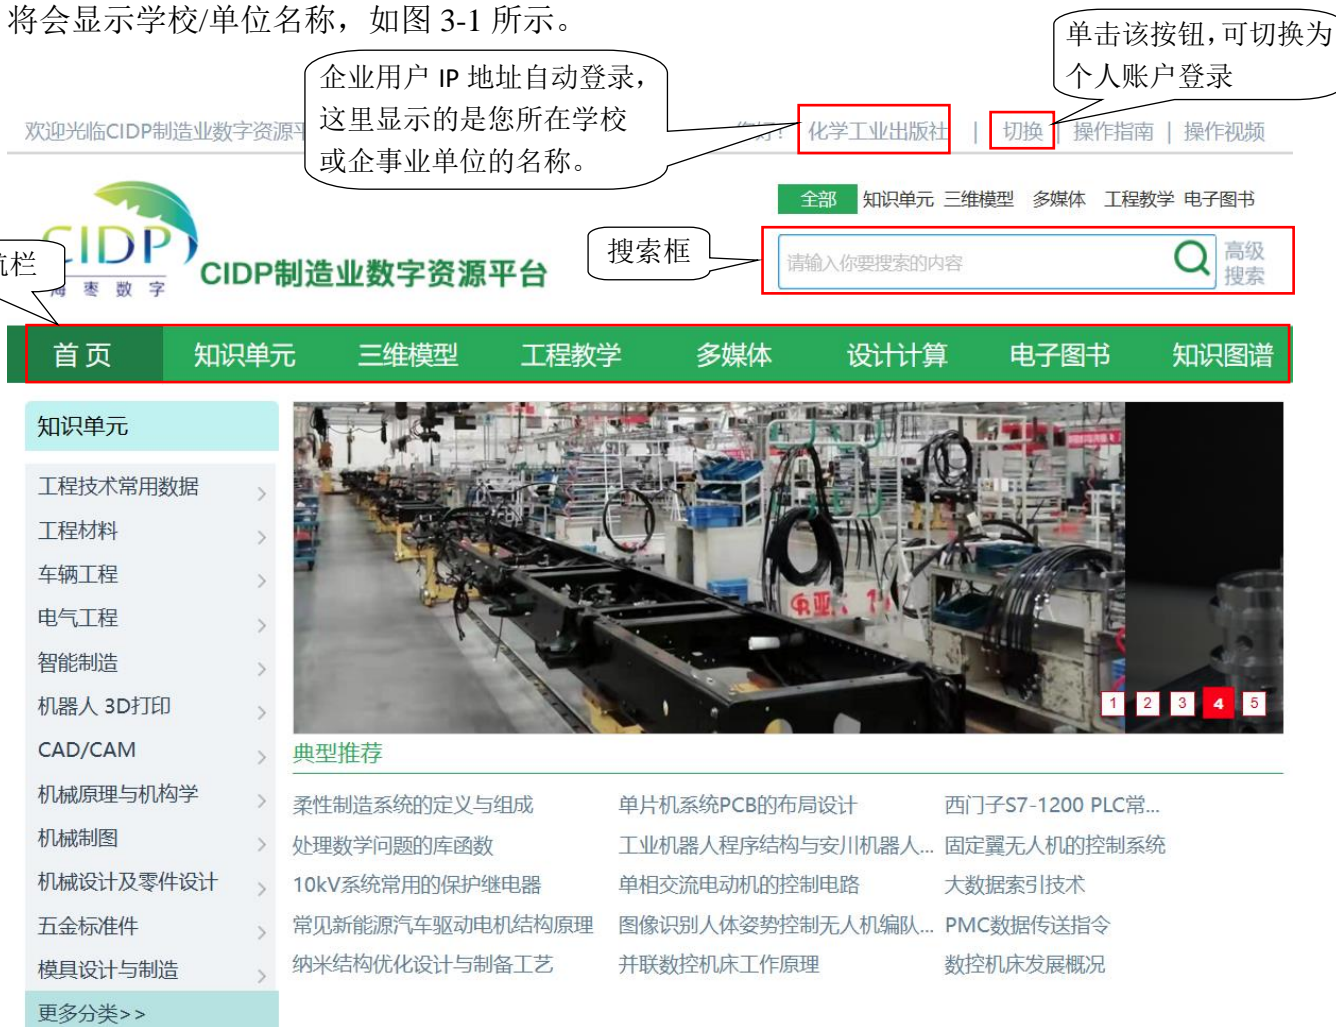 将会显示学校/单位名称，如图 3-1 所示。
单击该按钮，可切换为
个人账户登录
企业用户 IP 地址自动登录，
这里显示的是您所在学校
或企事业单位的名称。
欢迎光临CIDP制造业数字资源
化学工业出版社 | 切换 | 操作指南 | 操作视频
全部 知识单元 三维模型 多媒体 工程教学 电子图书
搜索框
请输入你要搜索的内容
高级
搜索
航栏
CIDP
海枣数字
CIDP制造业数字资源平台
首 页 知识单元 三维模型 工程教学 多媒体 设计计算 电子图书 知识图谱
知识单元
工程技术常用数据
工程材料
车辆工程
电气工程
智能制造
机器人 3D打印
CAD/CAM
机械原理与机构学
机械制图
机械设计及零件设计
五金标准件
模具设计与制造
更多分类>>
1 2 3 4 5
典型推荐
柔性制造系统的定义与组成 单片机系统PCB的布局设计 西门子S7-1200 PLC常...
处理数学问题的库函数 工业机器人程序结构与安川机器人... 固定翼无人机的控制系统
10kV系统常用的保护继电器 单相交流电动机的控制电路 大数据索引技术
常见新能源汽车驱动电机结构原理 图像识别人体姿势控制无人机编队... PMC数据传送指令
纳米结构优化设计与制备工艺 并联数控机床工作原理 数控机床发展概况